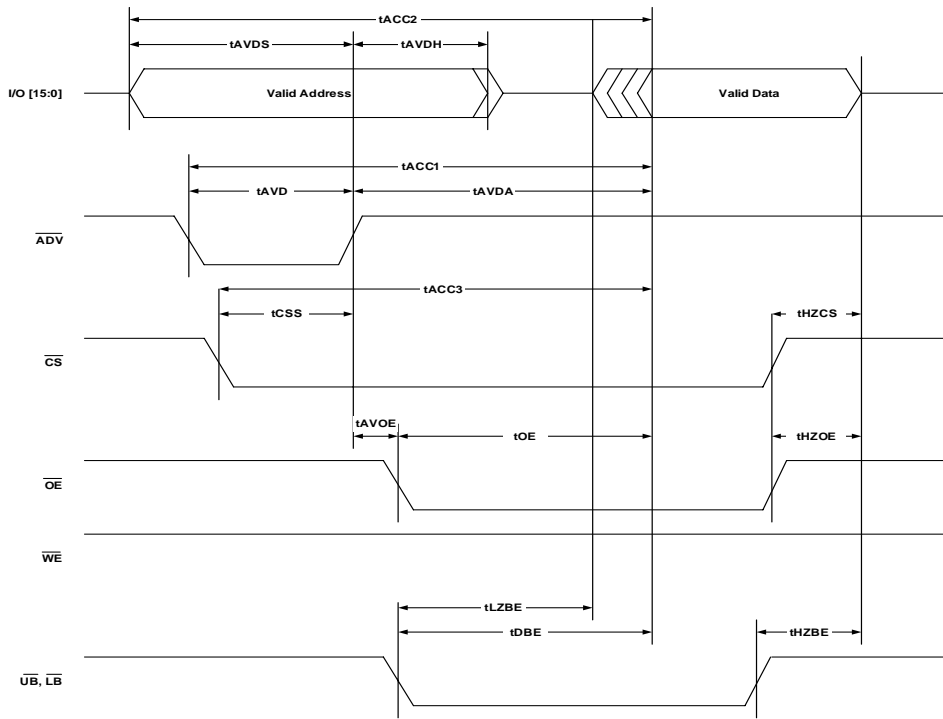 tACC2
tAVDS tAVDH
I/O [15:0] Valid Address Valid Data
tACC1
tAVD tAVDA
ADV
tACC3
tCSS tHZCS
CS
tAVOE tOE tHZOE
OE
WE
tLZBE
tDBE tHZBE
UB, LB